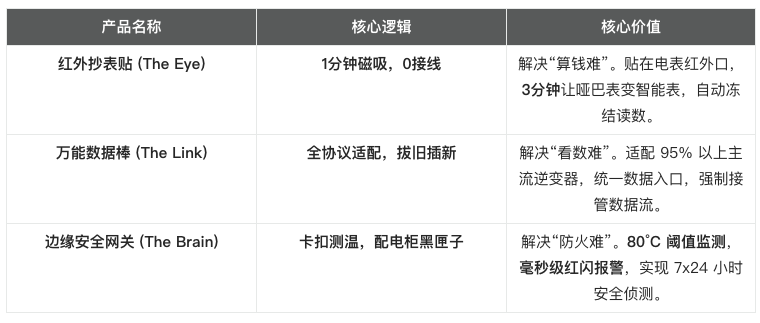 产品名称
核心逻辑
核心价值
红外抄表贴 (The Eye)
1分钟磁吸，0接线
解决“算钱难”。贴在电表红外口，
3分钟让哑巴表变智能表，自动冻
结读数。
万能数据棒 (The Link)
全协议适配，拔旧插新
解决“看数难”。适配 95% 以上主
流逆变器，统一数据入口，强制接
管数据流。
边缘安全网关 (The Brain)
卡扣测温，配电柜黑匣子
解决“防火难”。80°C 阈值监测，
毫秒级红闪报警，实现 7x24 小时
安全侦测。